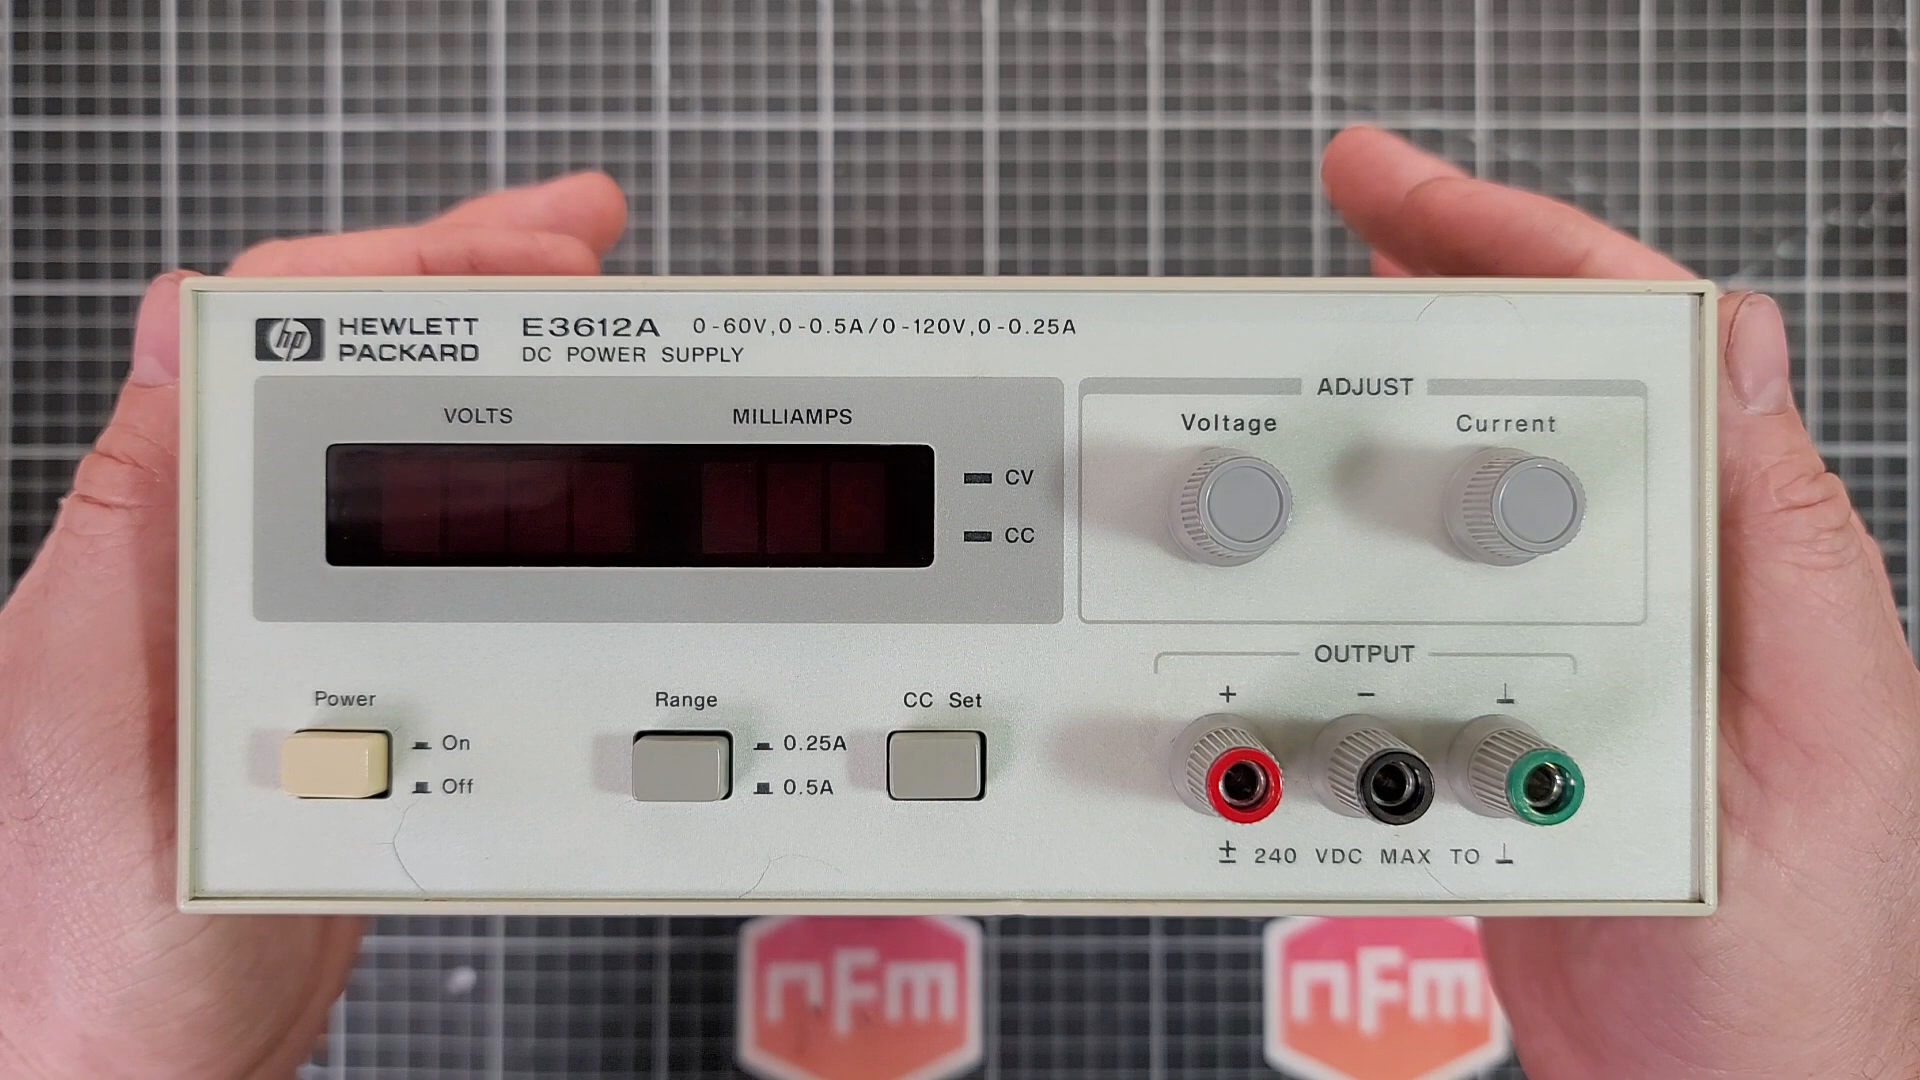 hp HEWLETT PACKARD
E3612A 0-60V,0-0.5A/0-120V,0-0.25A
DC POWER SUPPLY
VOLTS MILLIAMPS
CV
CC
ADJUST
Voltage Current
Power
On
Off
Range
0.25A
0.5A
CC Set
OUTPUT
+ − ⊥
± 240 VDC MAX TO ⊥
nFm nFm